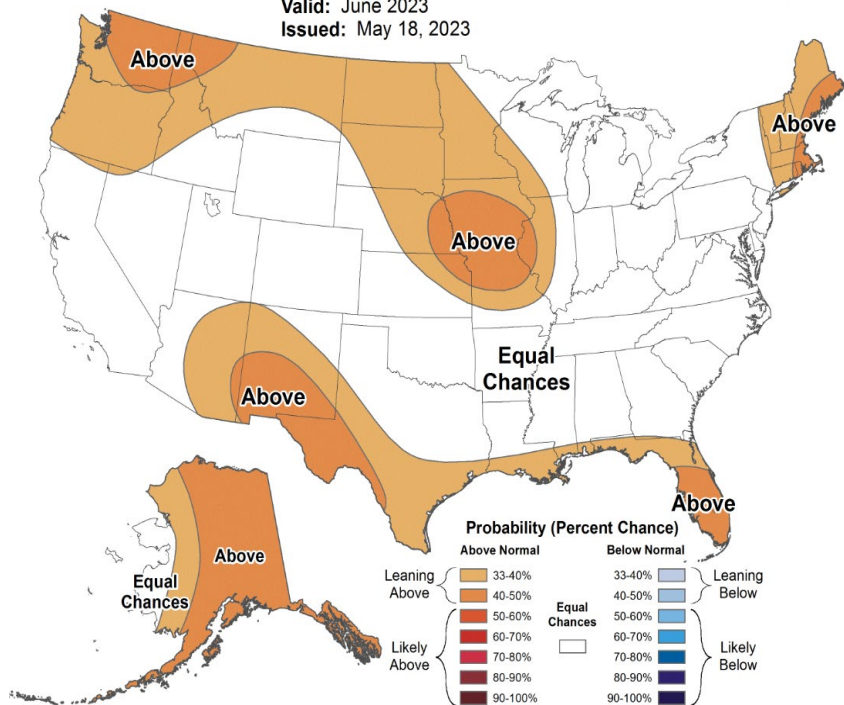 Valid: June 2023
Issued: May 18, 2023
Above
Above
Above
Equal
Chances
Above
Above
Above
Equal
Chances
Probability (Percent Chance)
Above Normal
Below Normal
Leaning
Above
33-40%
40-50%
Likely
Above
50-60%
60-70%
70-80%
80-90%
90-100%
Equal
Chances
33-40%
40-50%
Leaning
Below
50-60%
60-70%
70-80%
80-90%
90-100%
Likely
Below